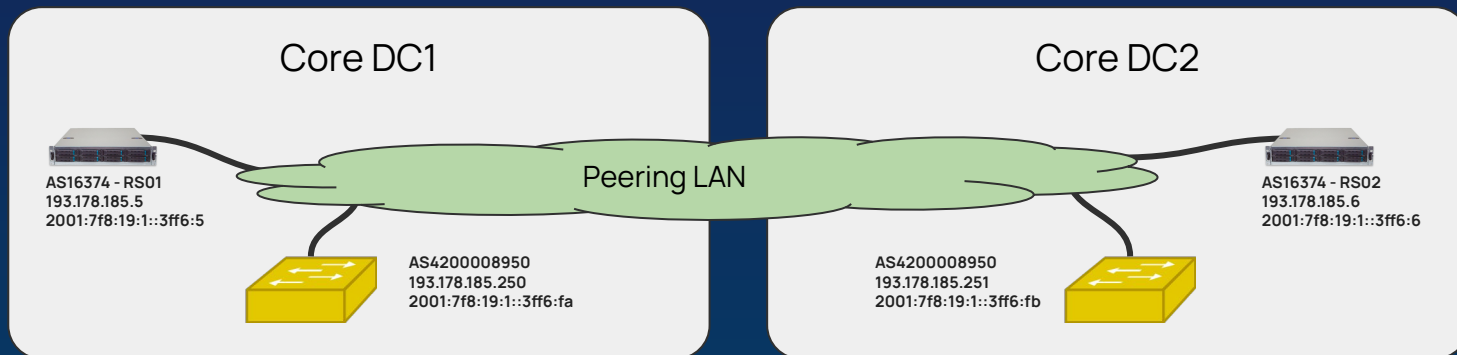 Core DC1
Core DC2
Peering LAN
AS16374 - RS01
193.178.185.5
2001:7f8:19:1::3ff6:5
AS16374 - RS02
193.178.185.6
2001:7f8:19:1::3ff6:6
AS4200008950
193.178.185.250
2001:7f8:19:1::3ff6:fa
AS4200008950
193.178.185.251
2001:7f8:19:1::3ff6:fb